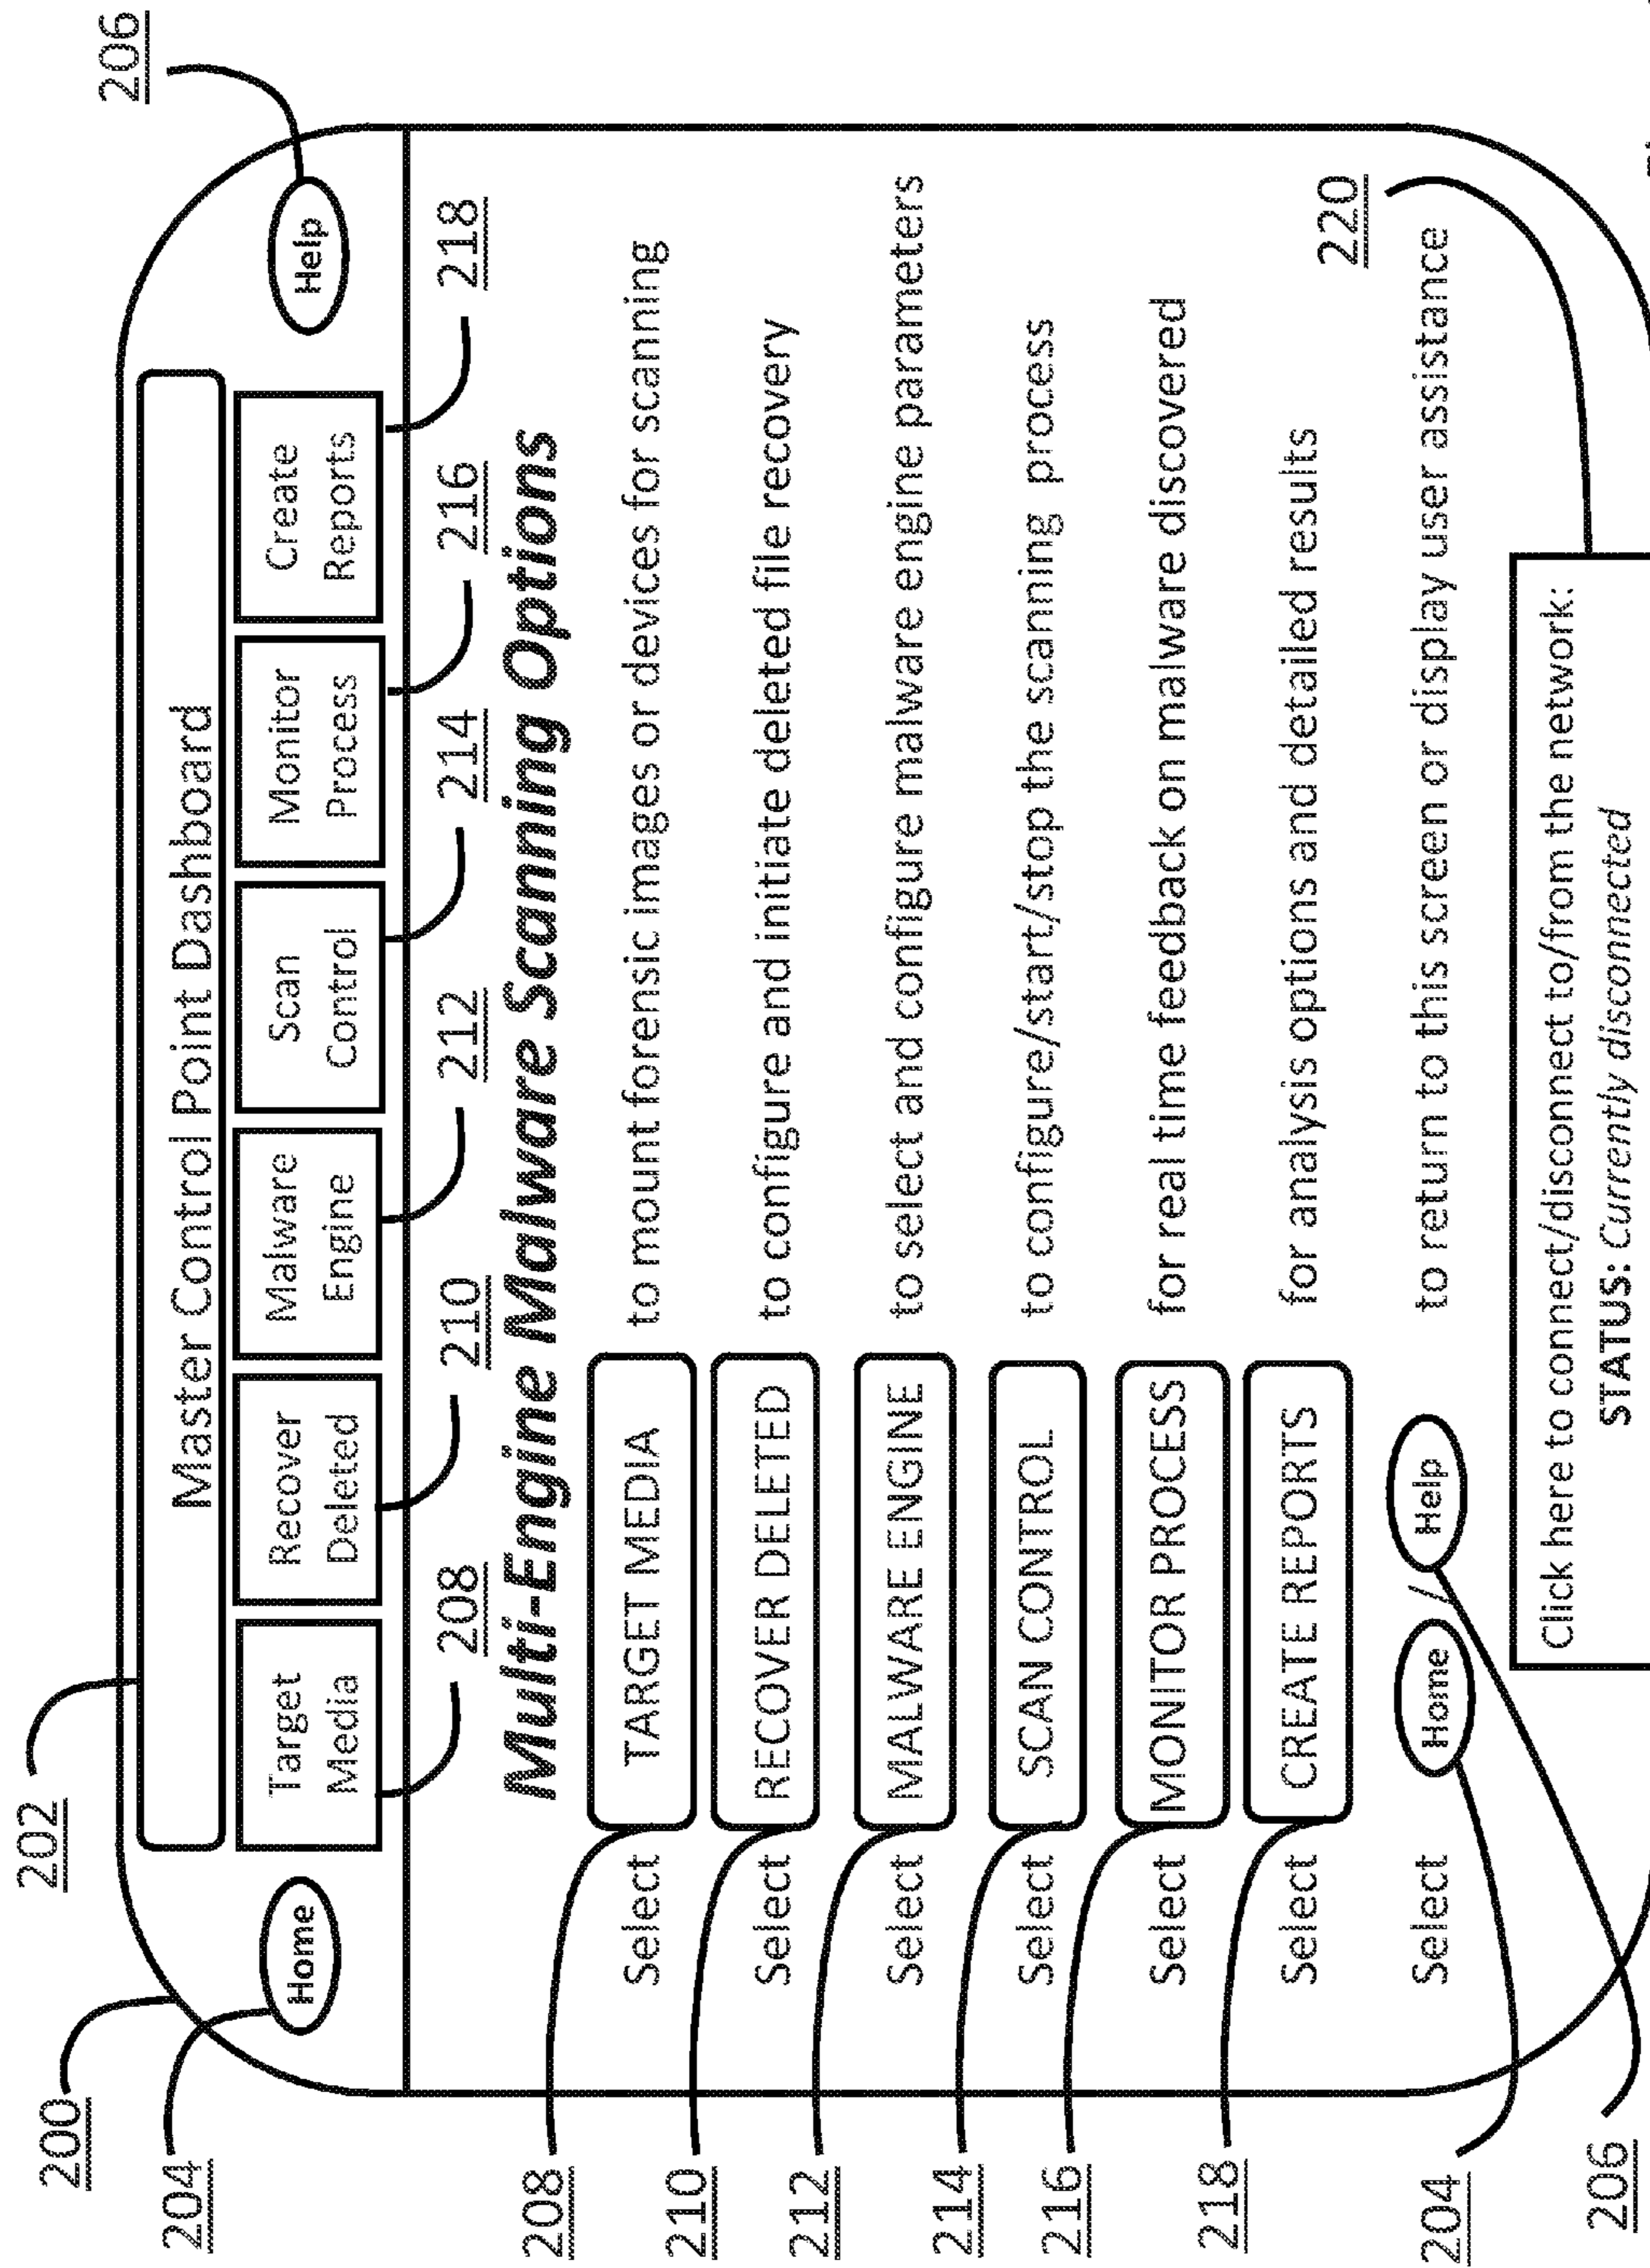 200
202
204
206
Master Control Point Dashboard
Home
Target Media
Recover Deleted
Malware Engine
Scan Control
Monitor Process
Create Reports
Help
208
210
212
214
216
218
Multi-Engine Malware Scanning Options
208 Select TARGET MEDIA to mount forensic images or devices for scanning
210 Select RECOVER DELETED to configure and initiate deleted file recovery
212 Select MALWARE ENGINE to select and configure malware engine parameters
214 Select SCAN CONTROL to configure/start/stop the scanning process
216 Select MONITOR PROCESS for real time feedback on malware discovered
218 Select CREATE REPORTS for analysis options and detailed results
220
204 Select Home / Help to return to this screen or display user assistance
206
Click here to connect/disconnect to/from the network:
STATUS: Currently disconnected